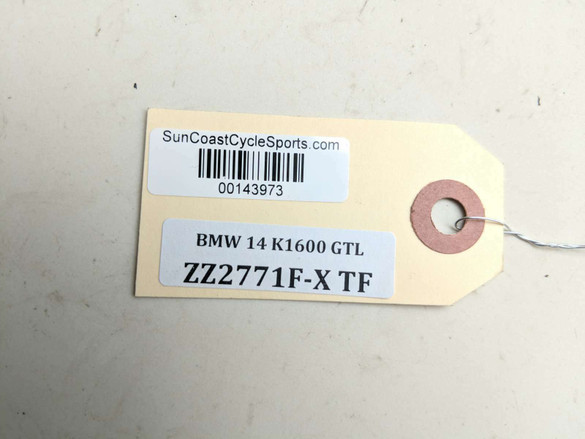 SunCoastCycleSports.com
00143973
BMW 14 K1600 GTL
ZZ2771F-X TF